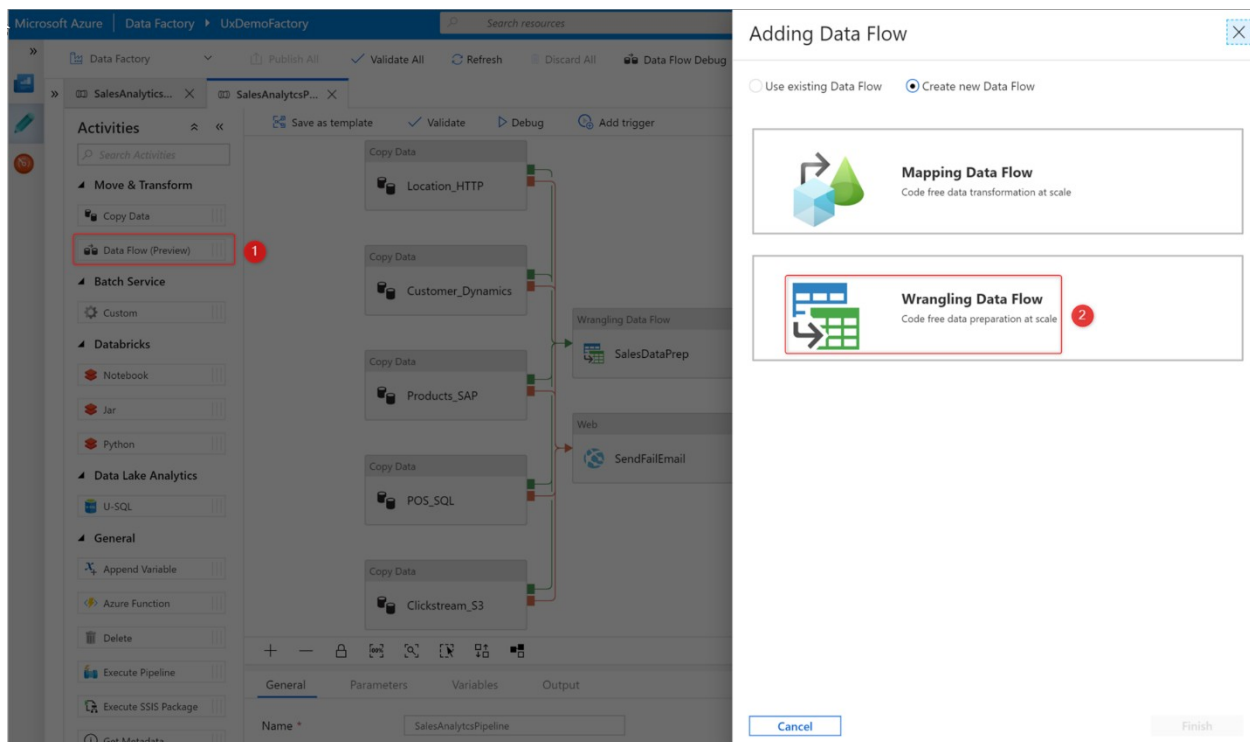 Microsoft Azure | Data Factory UxDemoFactory
Search resources
Data Factory
Publish All
Validate All
Refresh
Discard All
Data Flow Debug
SalesAnalytics...
SalesAnalytcsP...
Activities
Search Activities
Move & Transform
Copy Data
Data Flow (Preview)
1
Batch Service
Custom
Databricks
Notebook
Jar
Python
Data Lake Analytics
U-SQL
General
Append Variable
Azure Function
Delete
Execute Pipeline
Execute SSIS Package
Get Metadata
Save as template
Validate
Debug
Add trigger
Copy Data
Location_HTTP
Copy Data
Customer_Dynamics
Copy Data
Products_SAP
Copy Data
POS_SQL
Copy Data
Clickstream_S3
Wrangling Data Flow
SalesDataPrep
Web
SendFailEmail
General
Parameters
Variables
Output
Name *
SalesAnalytcsPipeline
Adding Data Flow
Use existing Data Flow
Create new Data Flow
Mapping Data Flow
Code free data transformation at scale
Wrangling Data Flow
Code free data preparation at scale
2
Cancel
Finish